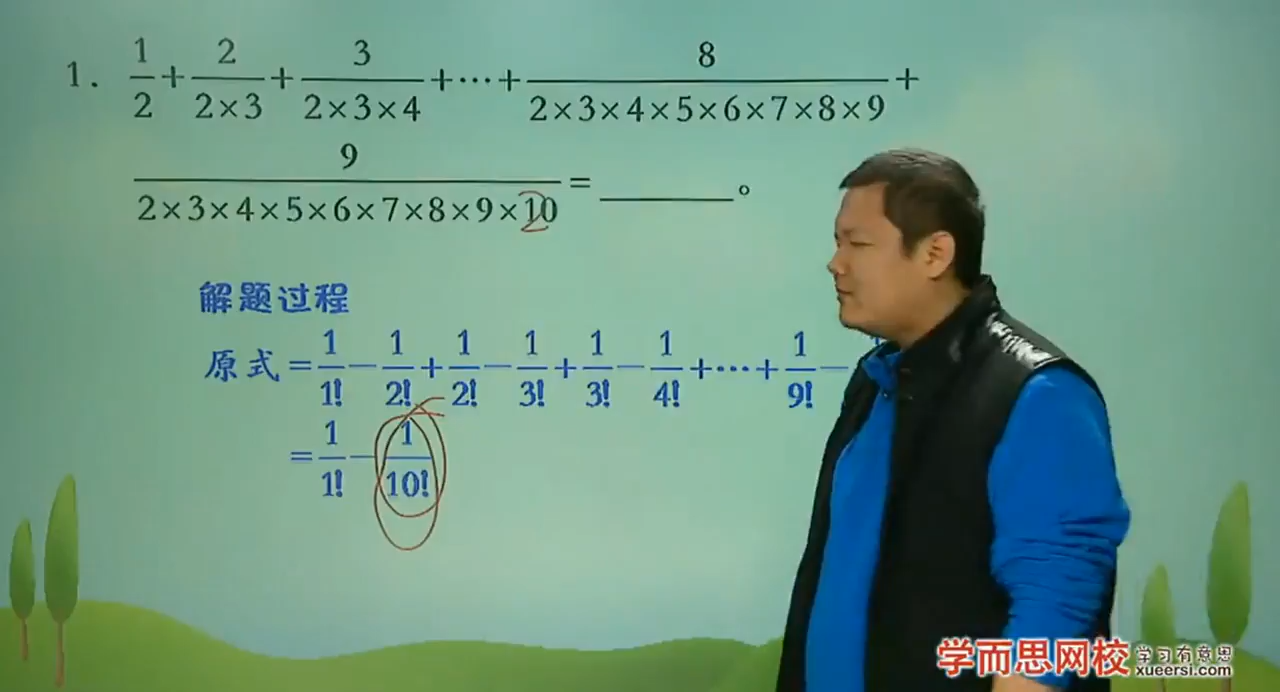 1. 1/2 + 2/(2×3) + 3/(2×3×4) + ⋯ + 8/(2×3×4×5×6×7×8×9) +
9/(2×3×4×5×6×7×8×9×10) = ______。
解题过程
原式 = 1/1! − 1/2! + 1/2! − 1/3! + 1/3! − 1/4! + ⋯ + 1/9! −
= 1/1! − 1/10!
学而思网校 学习有意思
xueersi.com